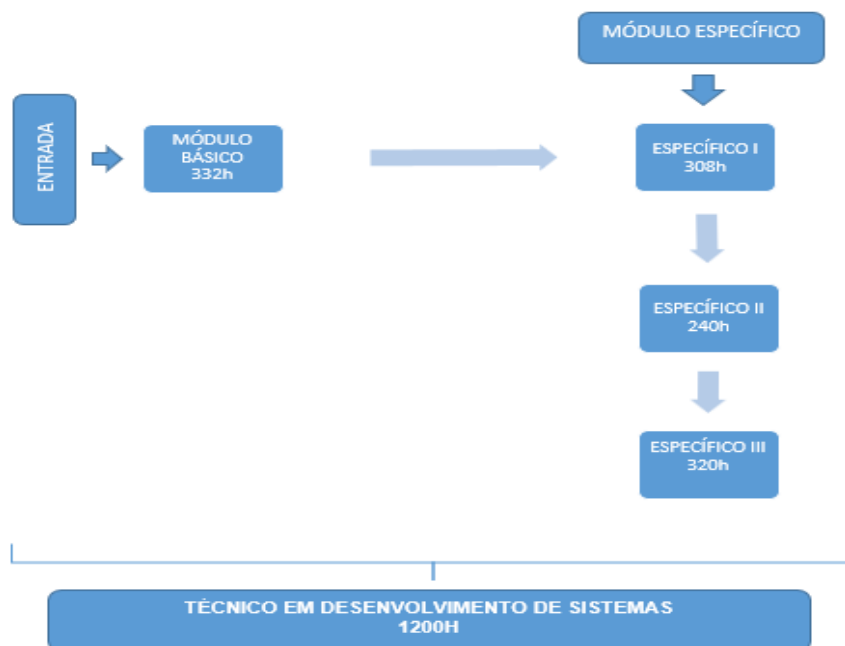 MÓDULO ESPECÍFICO
ENTRADA
MÓDULO
BÁSICO
332h
ESPECÍFICO I
308h
ESPECÍFICO II
240h
ESPECÍFICO III
320h
TÉCNICO EM DESENVOLVIMENTO DE SISTEMAS
1200H